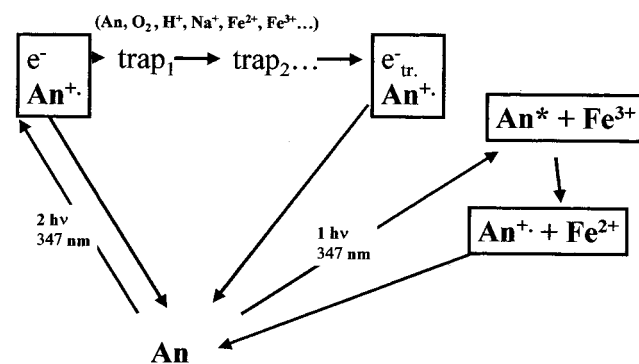 (An, O₂, H⁺, Na⁺, Fe²⁺, Fe³⁺...)
e⁻ trap₁ trap₂... e⁻tr.
An⁺· An⁺·
An* + Fe³⁺
2 hν
347 nm
1 hν
347 nm
An⁺· + Fe²⁺
An